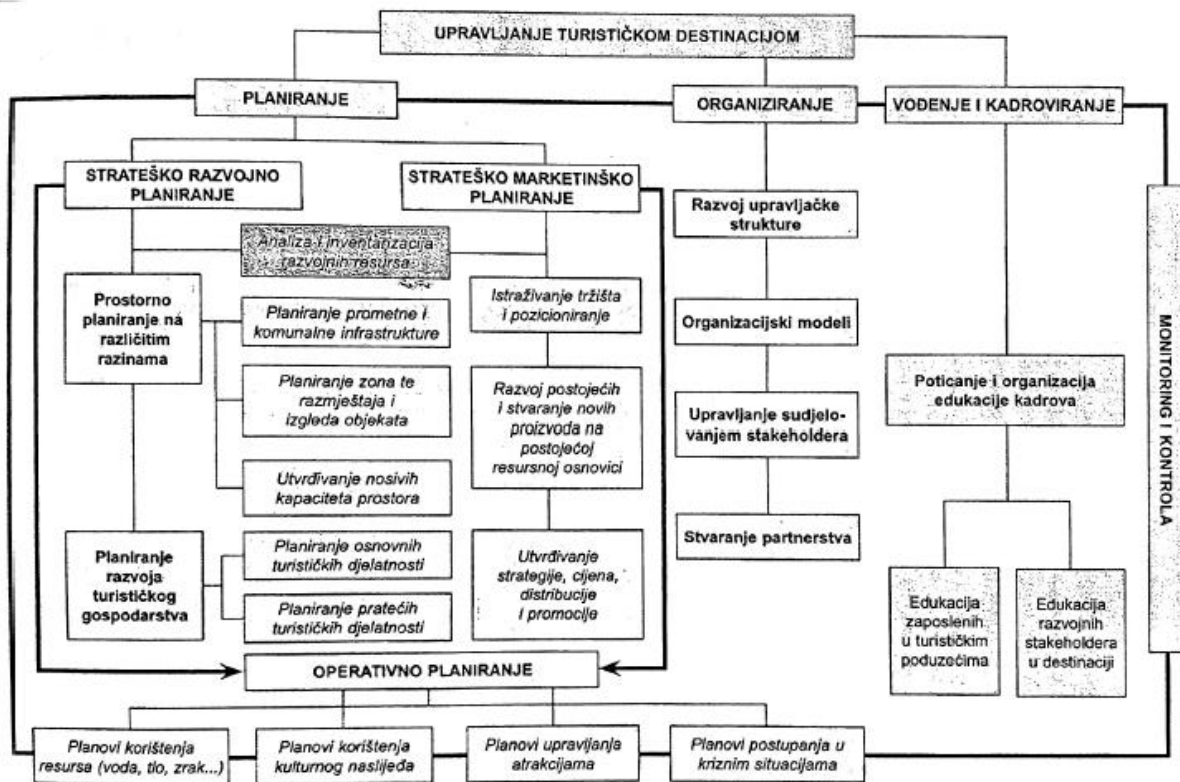 UPRAVLJANJE TURISTIČKOM DESTINACIJOM
PLANIRANJE
ORGANIZIRANJE
VOĐENJE I KADROVIRANJE
STRATEŠKO RAZVOJNO
PLANIRANJE
STRATEŠKO MARKETINŠKO
PLANIRANJE
Analiza i inventarizacija
razvojnih resursa
Prostorno
planiranje na
različitim
razinama
Planiranje prometne i
komunalne infrastrukture
Planiranje zona te
razmještaja i
izgleda objekata
Utvrđivanje nosivih
kapaciteta prostora
Planiranje
razvoja
turističkog
gospodarstva
Planiranje osnovnih
turističkih djelatnosti
Planiranje pratećih
turističkih djelatnosti
Istraživanje tržišta
i pozicioniranje
Razvoj postojećih
i stvaranje novih
proizvoda na
postojećoj
resursnoj osnovici
Utvrđivanje
strategije, cijena,
distribucije
i promocije
Razvoj upravljačke
strukture
Organizacijski modeli
Upravljanje sudjelo-
vanjem stakeholdera
Stvaranje partnerstva
Poticanje i organizacija
edukacije kadrova
Edukacija
zaposlenih
u turističkim
poduzećima
Edukacija
razvojnih
stakeholdera
u destinaciji
MONITORING I KONTROLA
OPERATIVNO PLANIRANJE
Planovi korištenja
resursa (voda, tlo, zrak...)
Planovi korištenja
kulturnog naslijeđa
Planovi upravljanja
atrakcijama
Planovi postupanja u
kriznim situacijama